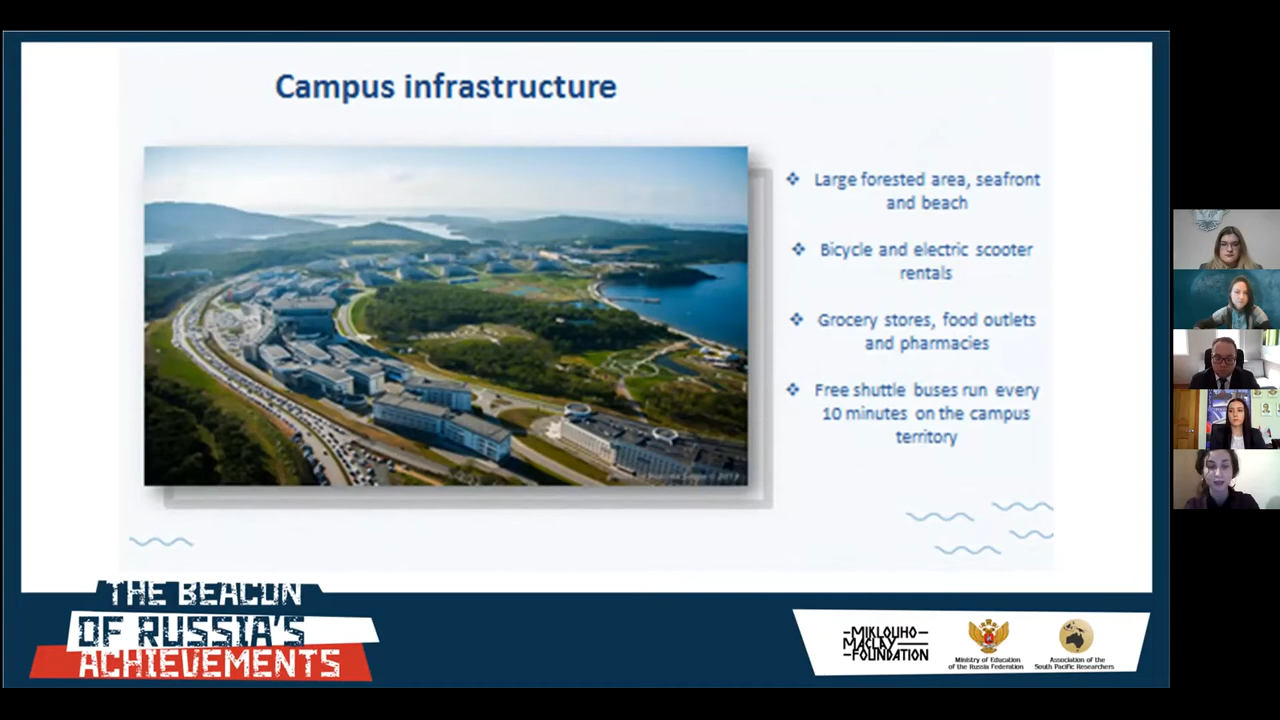 Campus infrastructure
❖ Large forested area, seafront
and beach
❖ Bicycle and electric scooter
rentals
❖ Grocery stores, food outlets
and pharmacies
❖ Free shuttle buses run every
10 minutes on the campus
territory
THE BEACON
OF RUSSIA'S
ACHIEVEMENTS
–MIKLOUHO–
MACLAY
–FOUNDATION
Ministry of Education
of the Russia Federation
Association of the
South Pacific Researchers